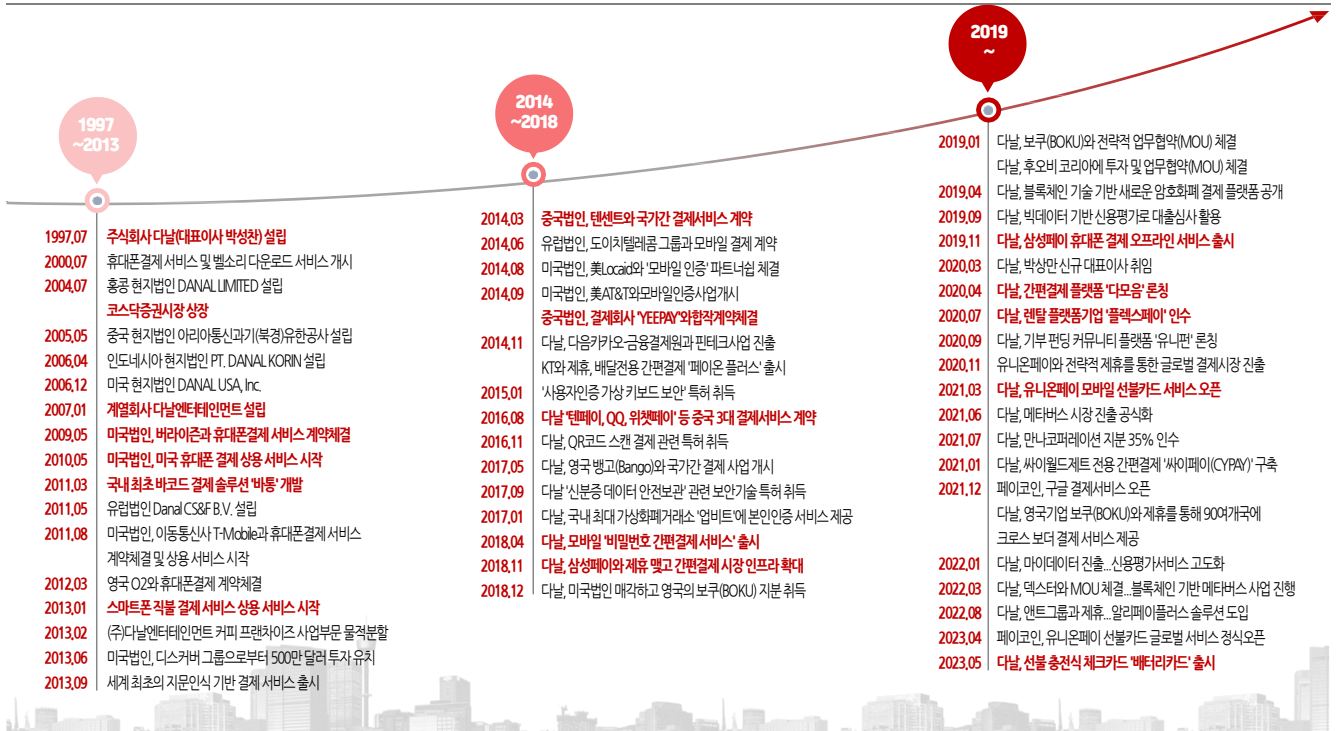 1997
~2013
1997.07 주식회사 다날(대표이사 박성찬) 설립
2000.07 휴대폰결제 서비스 및 벨소리 다운로드 서비스 개시
2004.07 홍콩 현지법인 DANAL LIMITED 설립
코스닥증권시장 상장
2005.05 중국 현지법인 아리아통신과기(북경)유한공사 설립
2006.04 인도네시아 현지법인 PT. DANAL KORIN 설립
2006.12 미국 현지법인 DANAL USA, Inc.
2007.01 계열회사 다날엔터테인먼트 설립
2009.05 미국법인, 버라이즌과 휴대폰결제 서비스 계약체결
2010.05 미국법인, 미국 휴대폰 결제 상용 서비스 시작
2011.03 국내 최초 바코드 결제 솔루션 '바통' 개발
2011.05 유럽법인 Danal CS&F B.V. 설립
2011.08 미국법인, 이동통신사 T-Mobile과 휴대폰결제 서비스
계약체결 및 상용 서비스 시작
2012.03 영국 O2와 휴대폰결제 계약체결
2013.01 스마트폰 직불 결제 서비스 상용 서비스 시작
2013.02 (주)다날엔터테인먼트 커피 프랜차이즈 사업부문 물적분할
2013.06 미국법인, 디스커버 그룹으로부터 500만 달러 투자 유치
2013.09 세계 최초의 지문인식 기반 결제 서비스 출시
2014
~2018
2014.03 중국법인, 텐센트와 국가간 결제서비스 계약
2014.06 유럽법인, 도이치텔레콤 그룹과 모바일 결제 계약
2014.08 미국법인, 美Locaid와 '모바일 인증' 파트너쉽 체결
2014.09 미국법인, 美AT&T와모바일인증사업개시
중국법인, 결제회사 'YEEPAY'와합작계약체결
2014.11 다날, 다음카카오-금융결제원과 핀테크사업 진출
KT와 제휴, 배달전용 간편결제 '페이온 플러스' 출시
2015.01 '사용자인증 가상 키보드 보안' 특허 취득
2016.08 다날 '텐페이, QQ, 위챗페이' 등 중국 3대 결제서비스 계약
2016.11 다날, QR코드 스캔 결제 관련 특허 취득
2017.05 다날, 영국 뱅고(Bango)와 국가간 결제 사업 개시
2017.09 다날 '신분증 데이터 안전보관' 관련 보안기술 특허 취득
2017.01 다날, 국내 최대 가상화폐거래소 '업비트'에 본인인증 서비스 제공
2018.04 다날, 모바일 '비밀번호 간편결제 서비스' 출시
2018.11 다날, 삼성페이와 제휴 맺고 간편결제 시장 인프라 확대
2018.12 다날, 미국법인 매각하고 영국의 보쿠(BOKU) 지분 취득
2019
~
2019.01 다날, 보쿠(BOKU)와 전략적 업무협약(MOU) 체결
다날, 후오비 코리아에 투자 및 업무협약(MOU) 체결
2019.04 다날, 블록체인 기술 기반 새로운 암호화폐 결제 플랫폼 공개
2019.09 다날, 빅데이터 기반 신용평가로 대출심사 활용
2019.11 다날, 삼성페이 휴대폰 결제 오프라인 서비스 출시
2020.03 다날, 박상만 신규 대표이사 취임
2020.04 다날, 간편결제 플랫폼 '다모음' 론칭
2020.07 다날, 렌탈 플랫폼기업 '플렉스페이' 인수
2020.09 다날, 기부 펀딩 커뮤니티 플랫폼 '유니펀' 론칭
2020.11 유니온페이와 전략적 제휴를 통한 글로벌 결제시장 진출
2021.03 다날, 유니온페이 모바일 선불카드 서비스 오픈
2021.06 다날, 메타버스 시장 진출 공식화
2021.07 다날, 만나코퍼레이션 지분 35% 인수
2021.01 다날, 싸이월드제트 전용 간편결제 '싸이페이(CYPAY)' 구축
2021.12 페이코인, 구글 결제서비스 오픈
다날, 영국기업 보쿠(BOKU)와 제휴를 통해 90여개국에
크로스 보더 결제 서비스 제공
2022.01 다날, 마이데이터 진출...신용평가서비스 고도화
2022.03 다날, 덱스터와 MOU 체결...블록체인 기반 메타버스 사업 진행
2022.08 다날, 앤트그룹과 제휴...알리페이플러스 솔루션 도입
2023.04 페이코인, 유니온페이 선불카드 글로벌 서비스 정식오픈
2023.05 다날, 선불 충전식 체크카드 '배터리카드' 출시